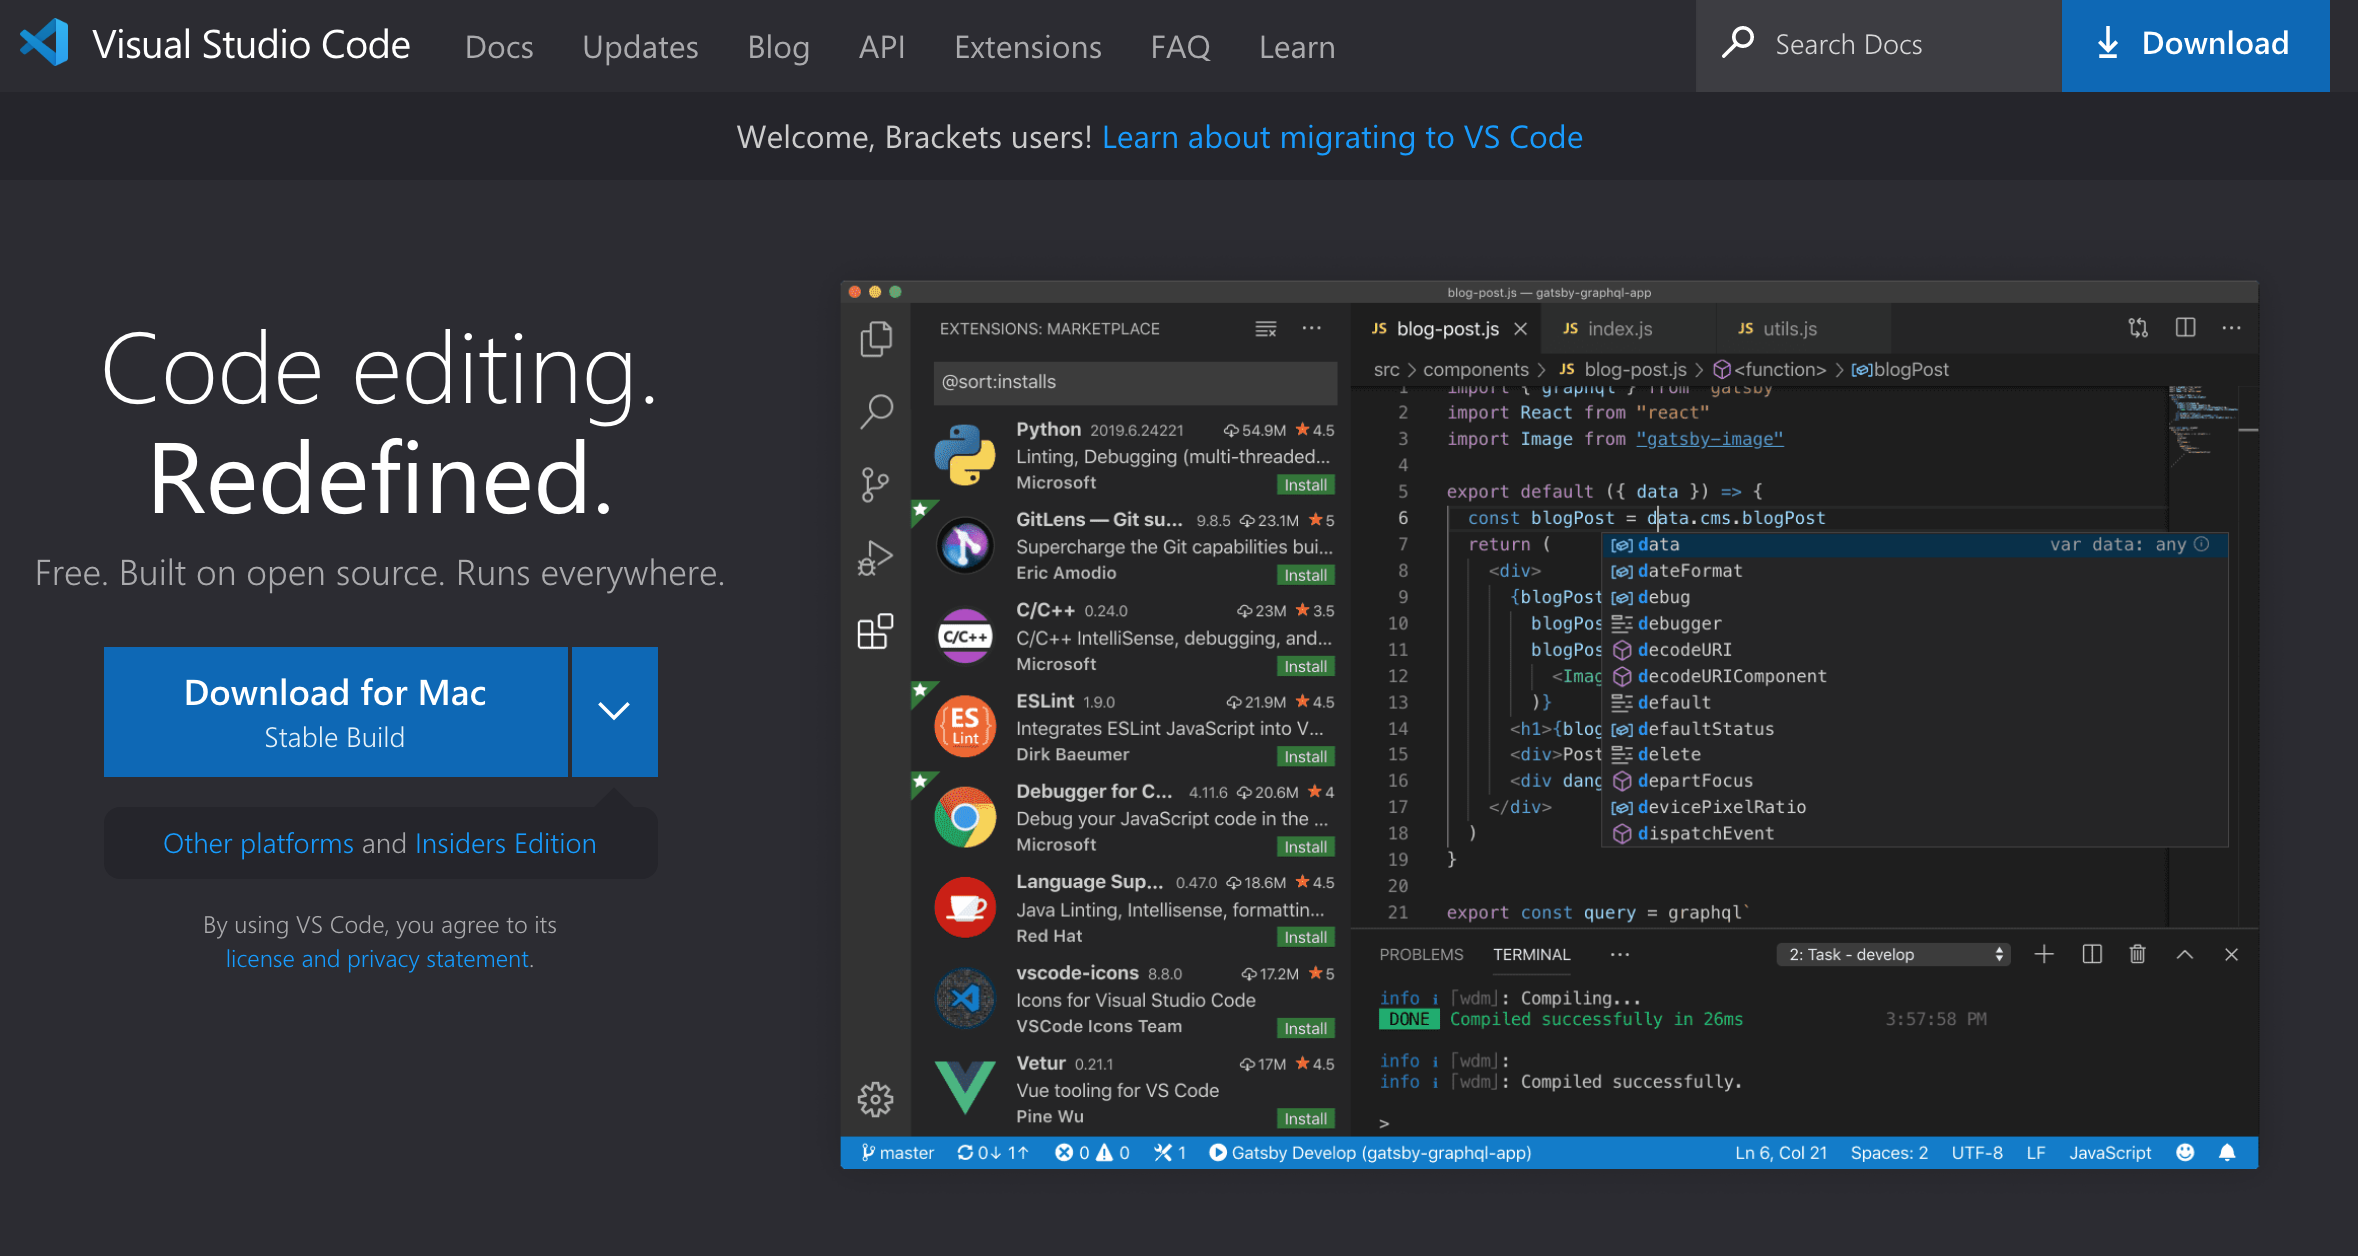 Visual Studio Code Docs Updates Blog API Extensions FAQ Learn Search Docs Download
Welcome, Brackets users! Learn about migrating to VS Code
Code editing.
Redefined.
Free. Built on open source. Runs everywhere.
Download for Mac
Stable Build
Other platforms and Insiders Edition
By using VS Code, you agree to its
license and privacy statement.
blog-post.js — gatsby-graphql-app
EXTENSIONS: MARKETPLACE
@sort:installs
Python 2019.6.24221 54.9M 4.5
Linting, Debugging (multi-threaded...
Microsoft Install
GitLens — Git su... 9.8.5 23.1M 5
Supercharge the Git capabilities bui...
Eric Amodio Install
C/C++
C/C++ 0.24.0 23M 3.5
C/C++ IntelliSense, debugging, and...
Microsoft Install
ES
Lint
ESLint 1.9.0 21.9M 4.5
Integrates ESLint JavaScript into V...
Dirk Baeumer Install
Debugger for C... 4.11.6 20.6M 4
Debug your JavaScript code in the ...
Microsoft Install
Language Sup... 0.47.0 18.6M 4.5
Java Linting, Intellisense, formattin...
Red Hat Install
vscode-icons 8.8.0 17.2M 5
Icons for Visual Studio Code
VSCode Icons Team Install
Vetur 0.21.1 17M 4.5
Vue tooling for VS Code
Pine Wu Install
JS blog-post.js JS index.js JS utils.js
src > components > JS blog-post.js > <function> > blogPost
1 import { graphql } from "gatsby"
2 import React from "react"
3 import Image from "gatsby-image"
4
5 export default ({ data }) => {
6 const blogPost = data.cms.blogPost
7 return (
8 <div>
9 {blogPost
10 blogPos
11 blogPos
12 <Imag
13 )}
14 <h1>{blog
15 <div>Post
16 <div dang
17 </div>
18 )
19 }
20
21 export const query = graphql`
data var data: any
dateFormat
debug
debugger
decodeURI
decodeURIComponent
default
defaultStatus
delete
departFocus
devicePixelRatio
dispatchEvent
PROBLEMS TERMINAL ... 2: Task - develop
info i ｢wdm｣: Compiling...
DONE Compiled successfully in 26ms 3:57:58 PM
info i ｢wdm｣:
info i ｢wdm｣: Compiled successfully.
>
master 0↓ 1↑ 0 0 1 Gatsby Develop (gatsby-graphql-app) Ln 6, Col 21 Spaces: 2 UTF-8 LF JavaScript